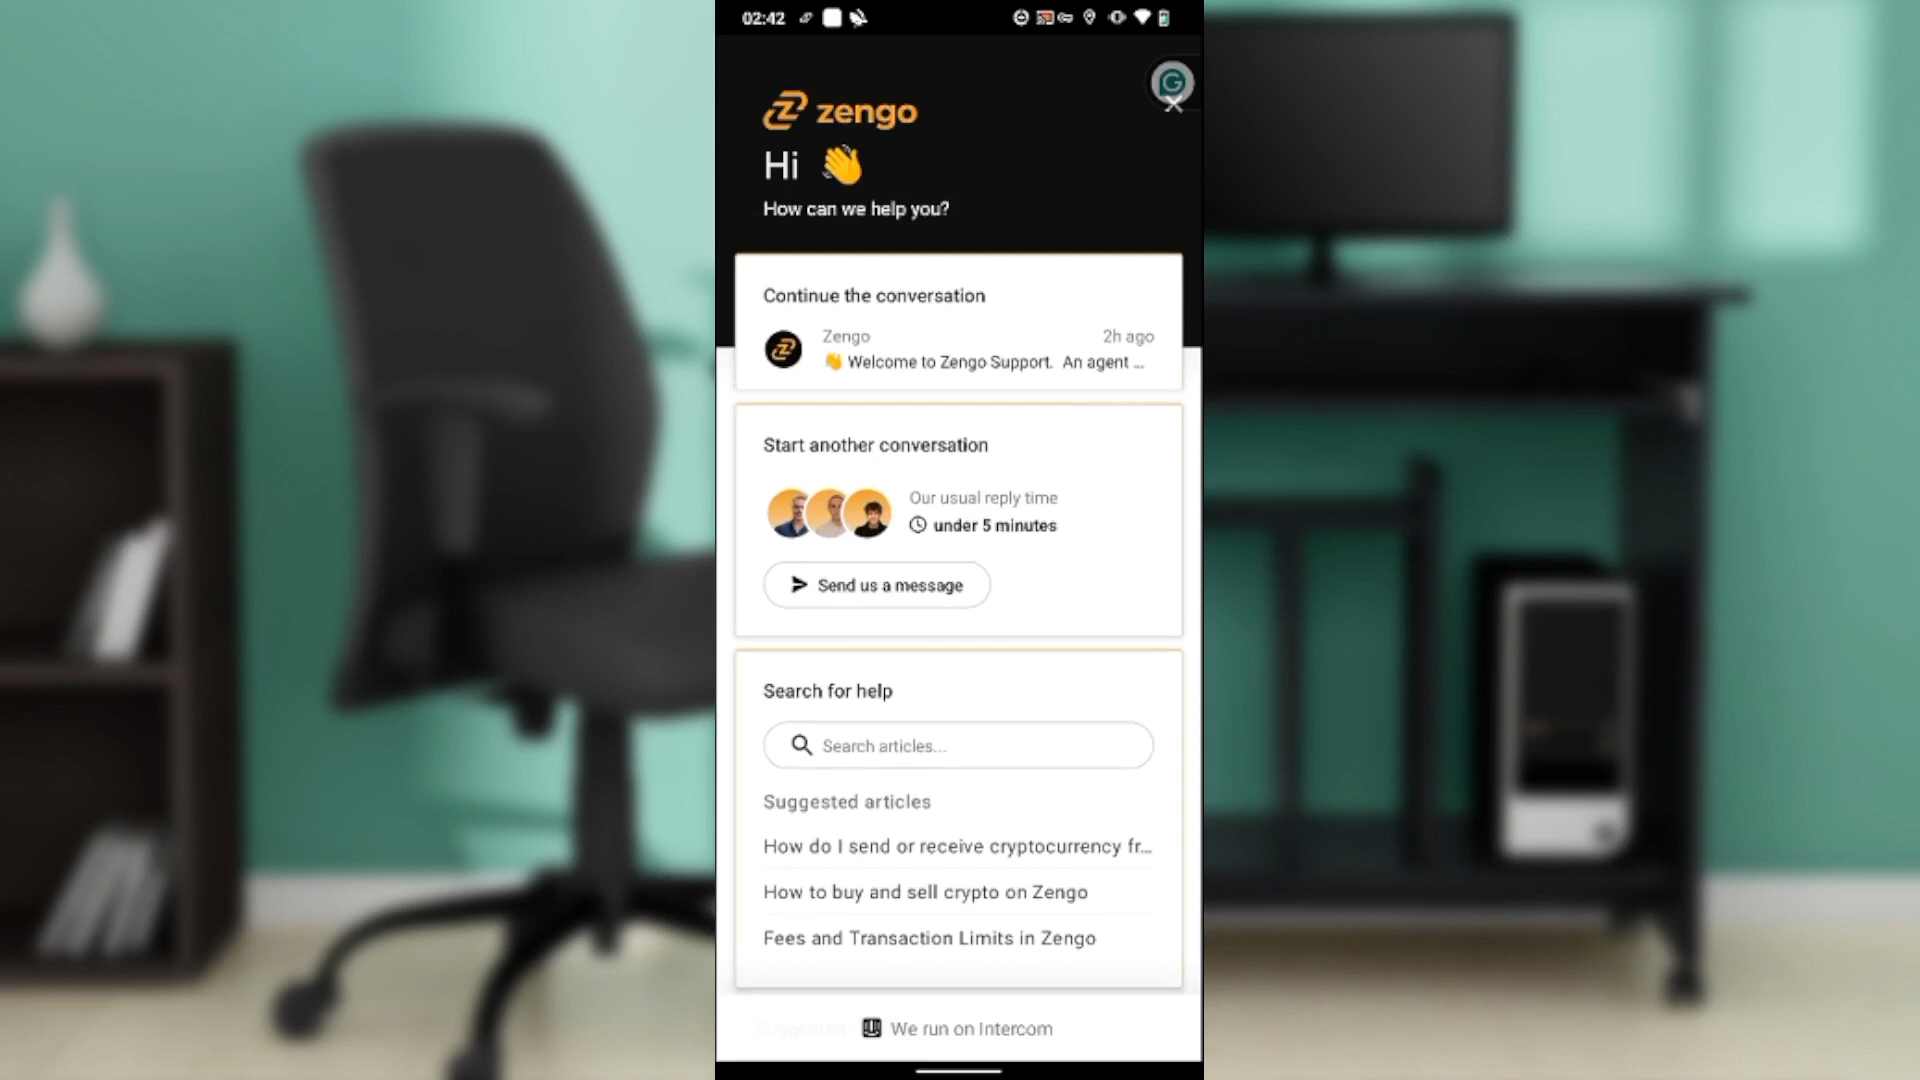 02:42
zengo
Hi 👋
How can we help you?
Continue the conversation
Zengo 2h ago
👋 Welcome to Zengo Support. An agent ...
Start another conversation
Our usual reply time
under 5 minutes
Send us a message
Search for help
Search articles...
Suggested articles
How do I send or receive cryptocurrency fr...
How to buy and sell crypto on Zengo
Fees and Transaction Limits in Zengo
We run on Intercom